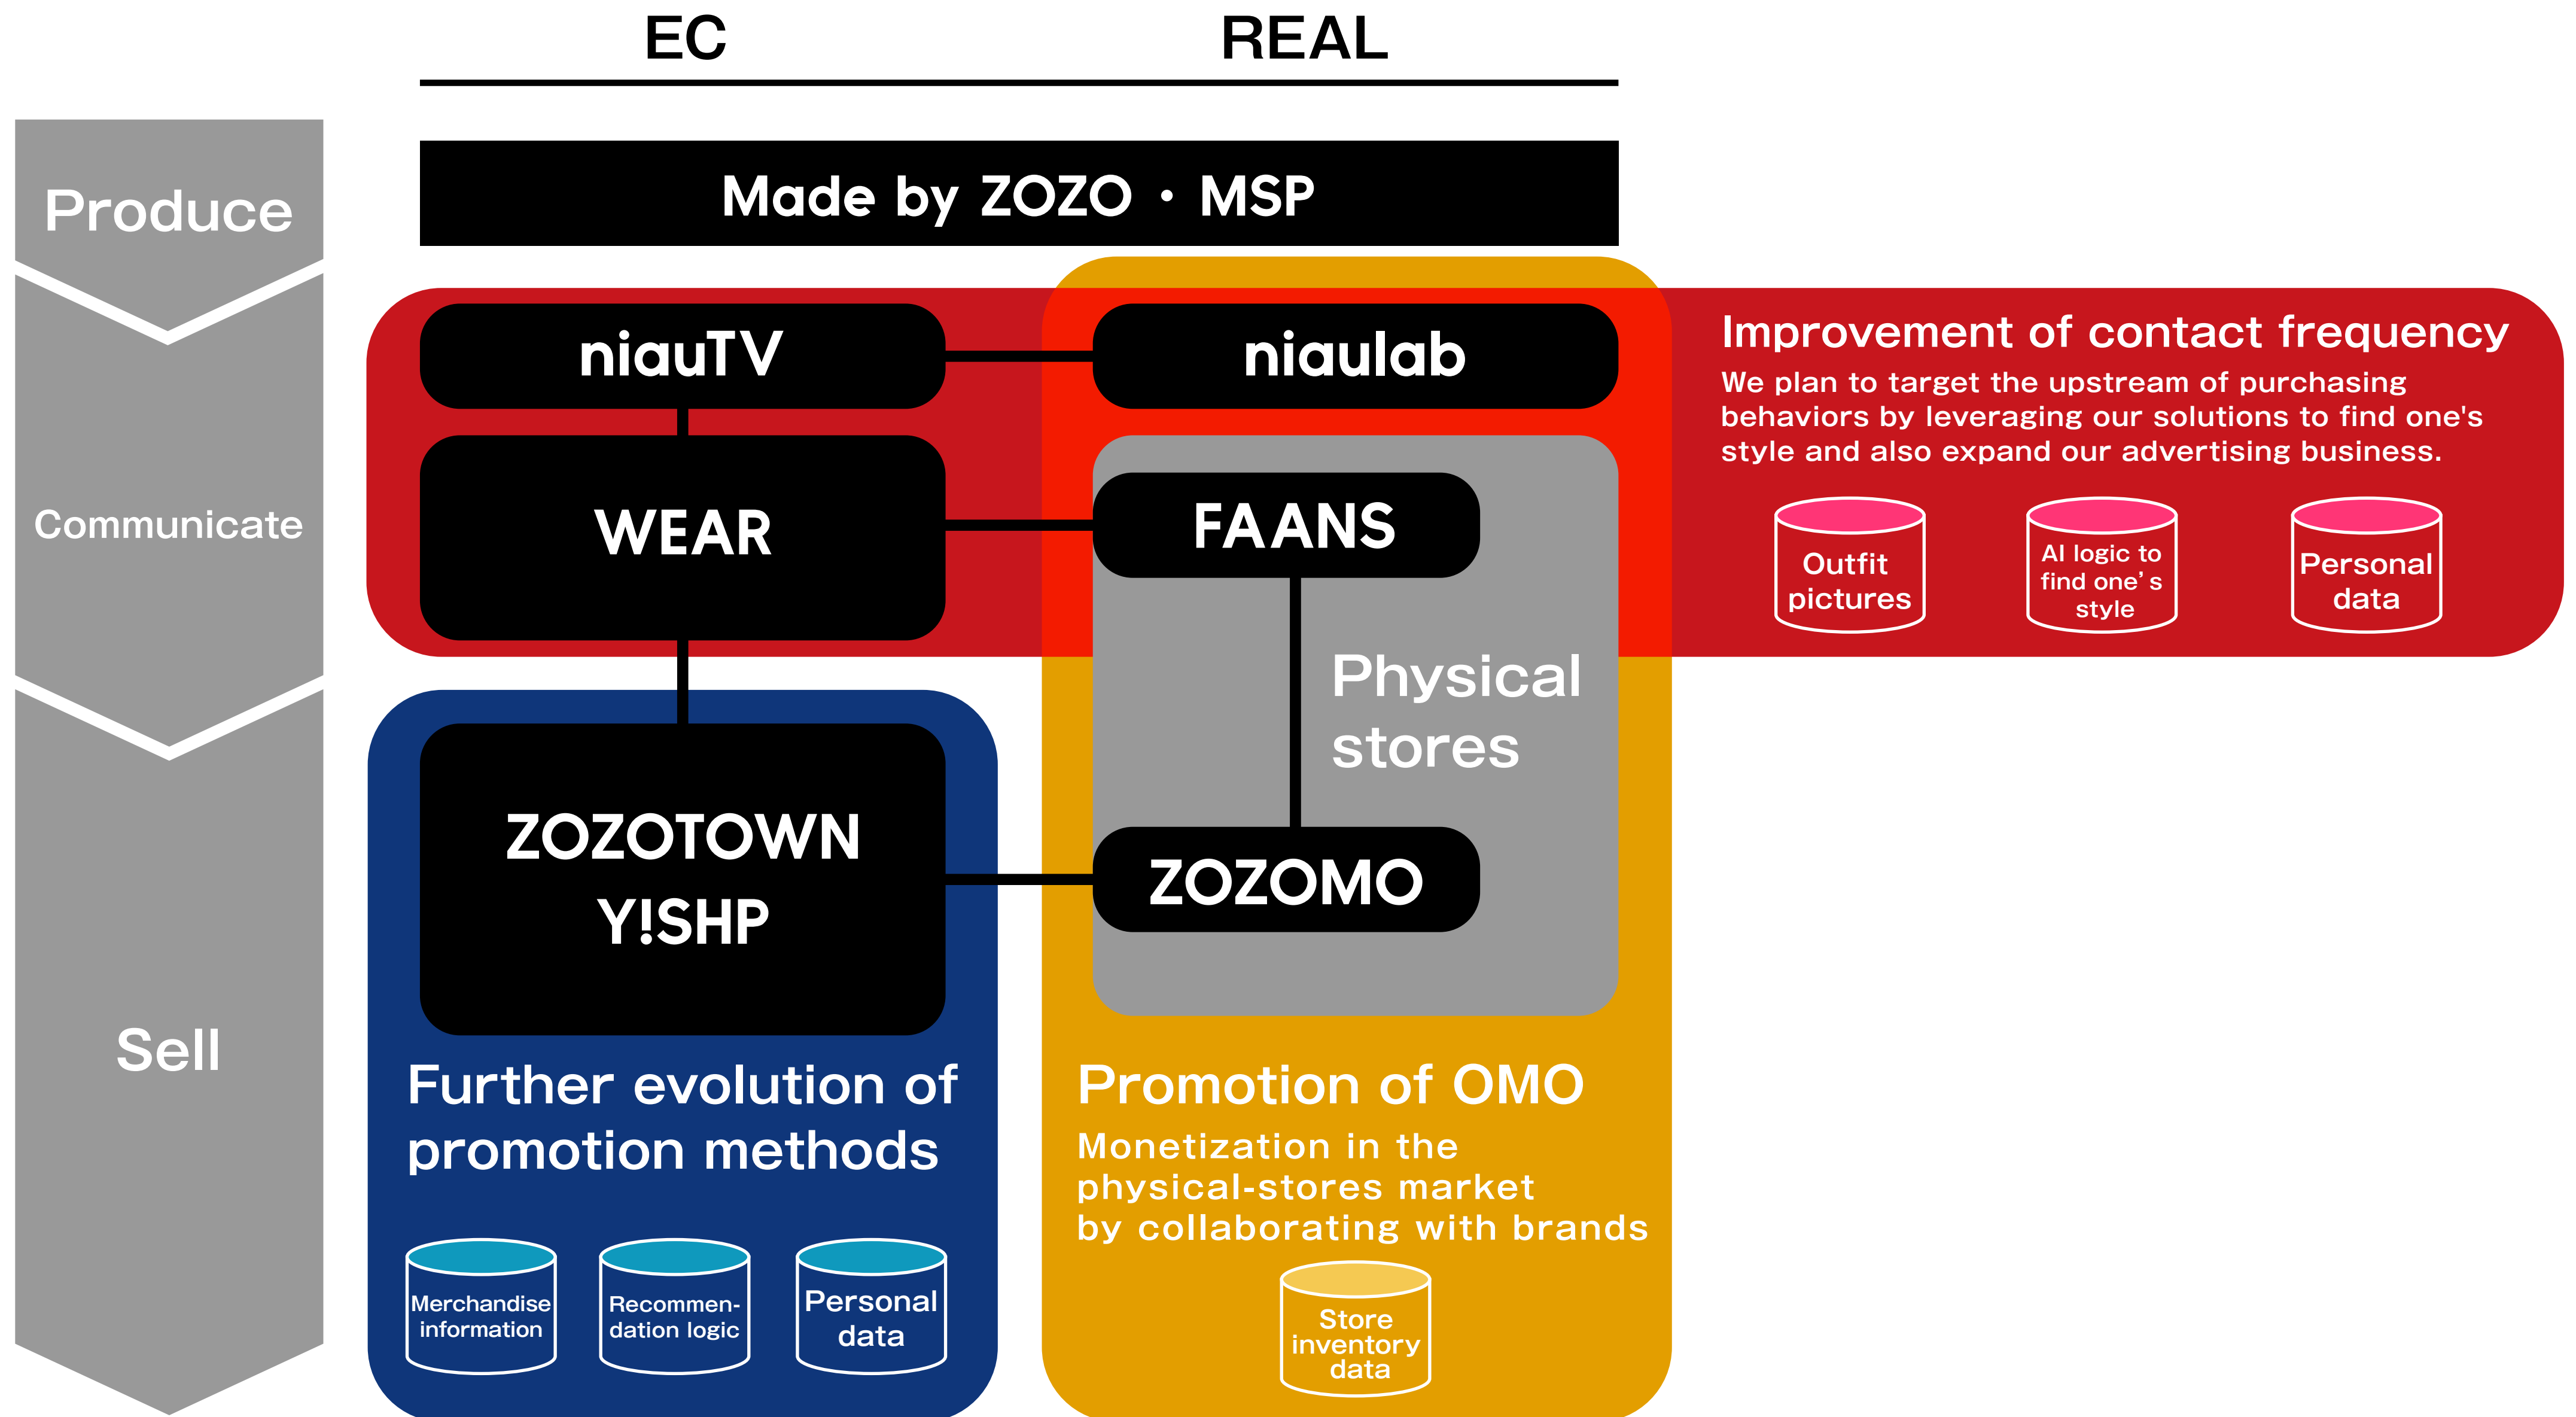 EC
REAL
Produce
Made by ZOZO・MSP
Communicate
niauTV
niaulab
WEAR
FAANS
Physical
stores
Improvement of contact frequency
We plan to target the upstream of purchasing
behaviors by leveraging our solutions to find one's
style and also expand our advertising business.
Outfit
pictures
AI logic to
find one’s
style
Personal
data
Sell
ZOZOTOWN
Y!SHP
ZOZOMO
Further evolution of
promotion methods
Merchandise
information
Recommen-
dation logic
Personal
data
Promotion of OMO
Monetization in the
physical-stores market
by collaborating with brands
Store
inventory
data